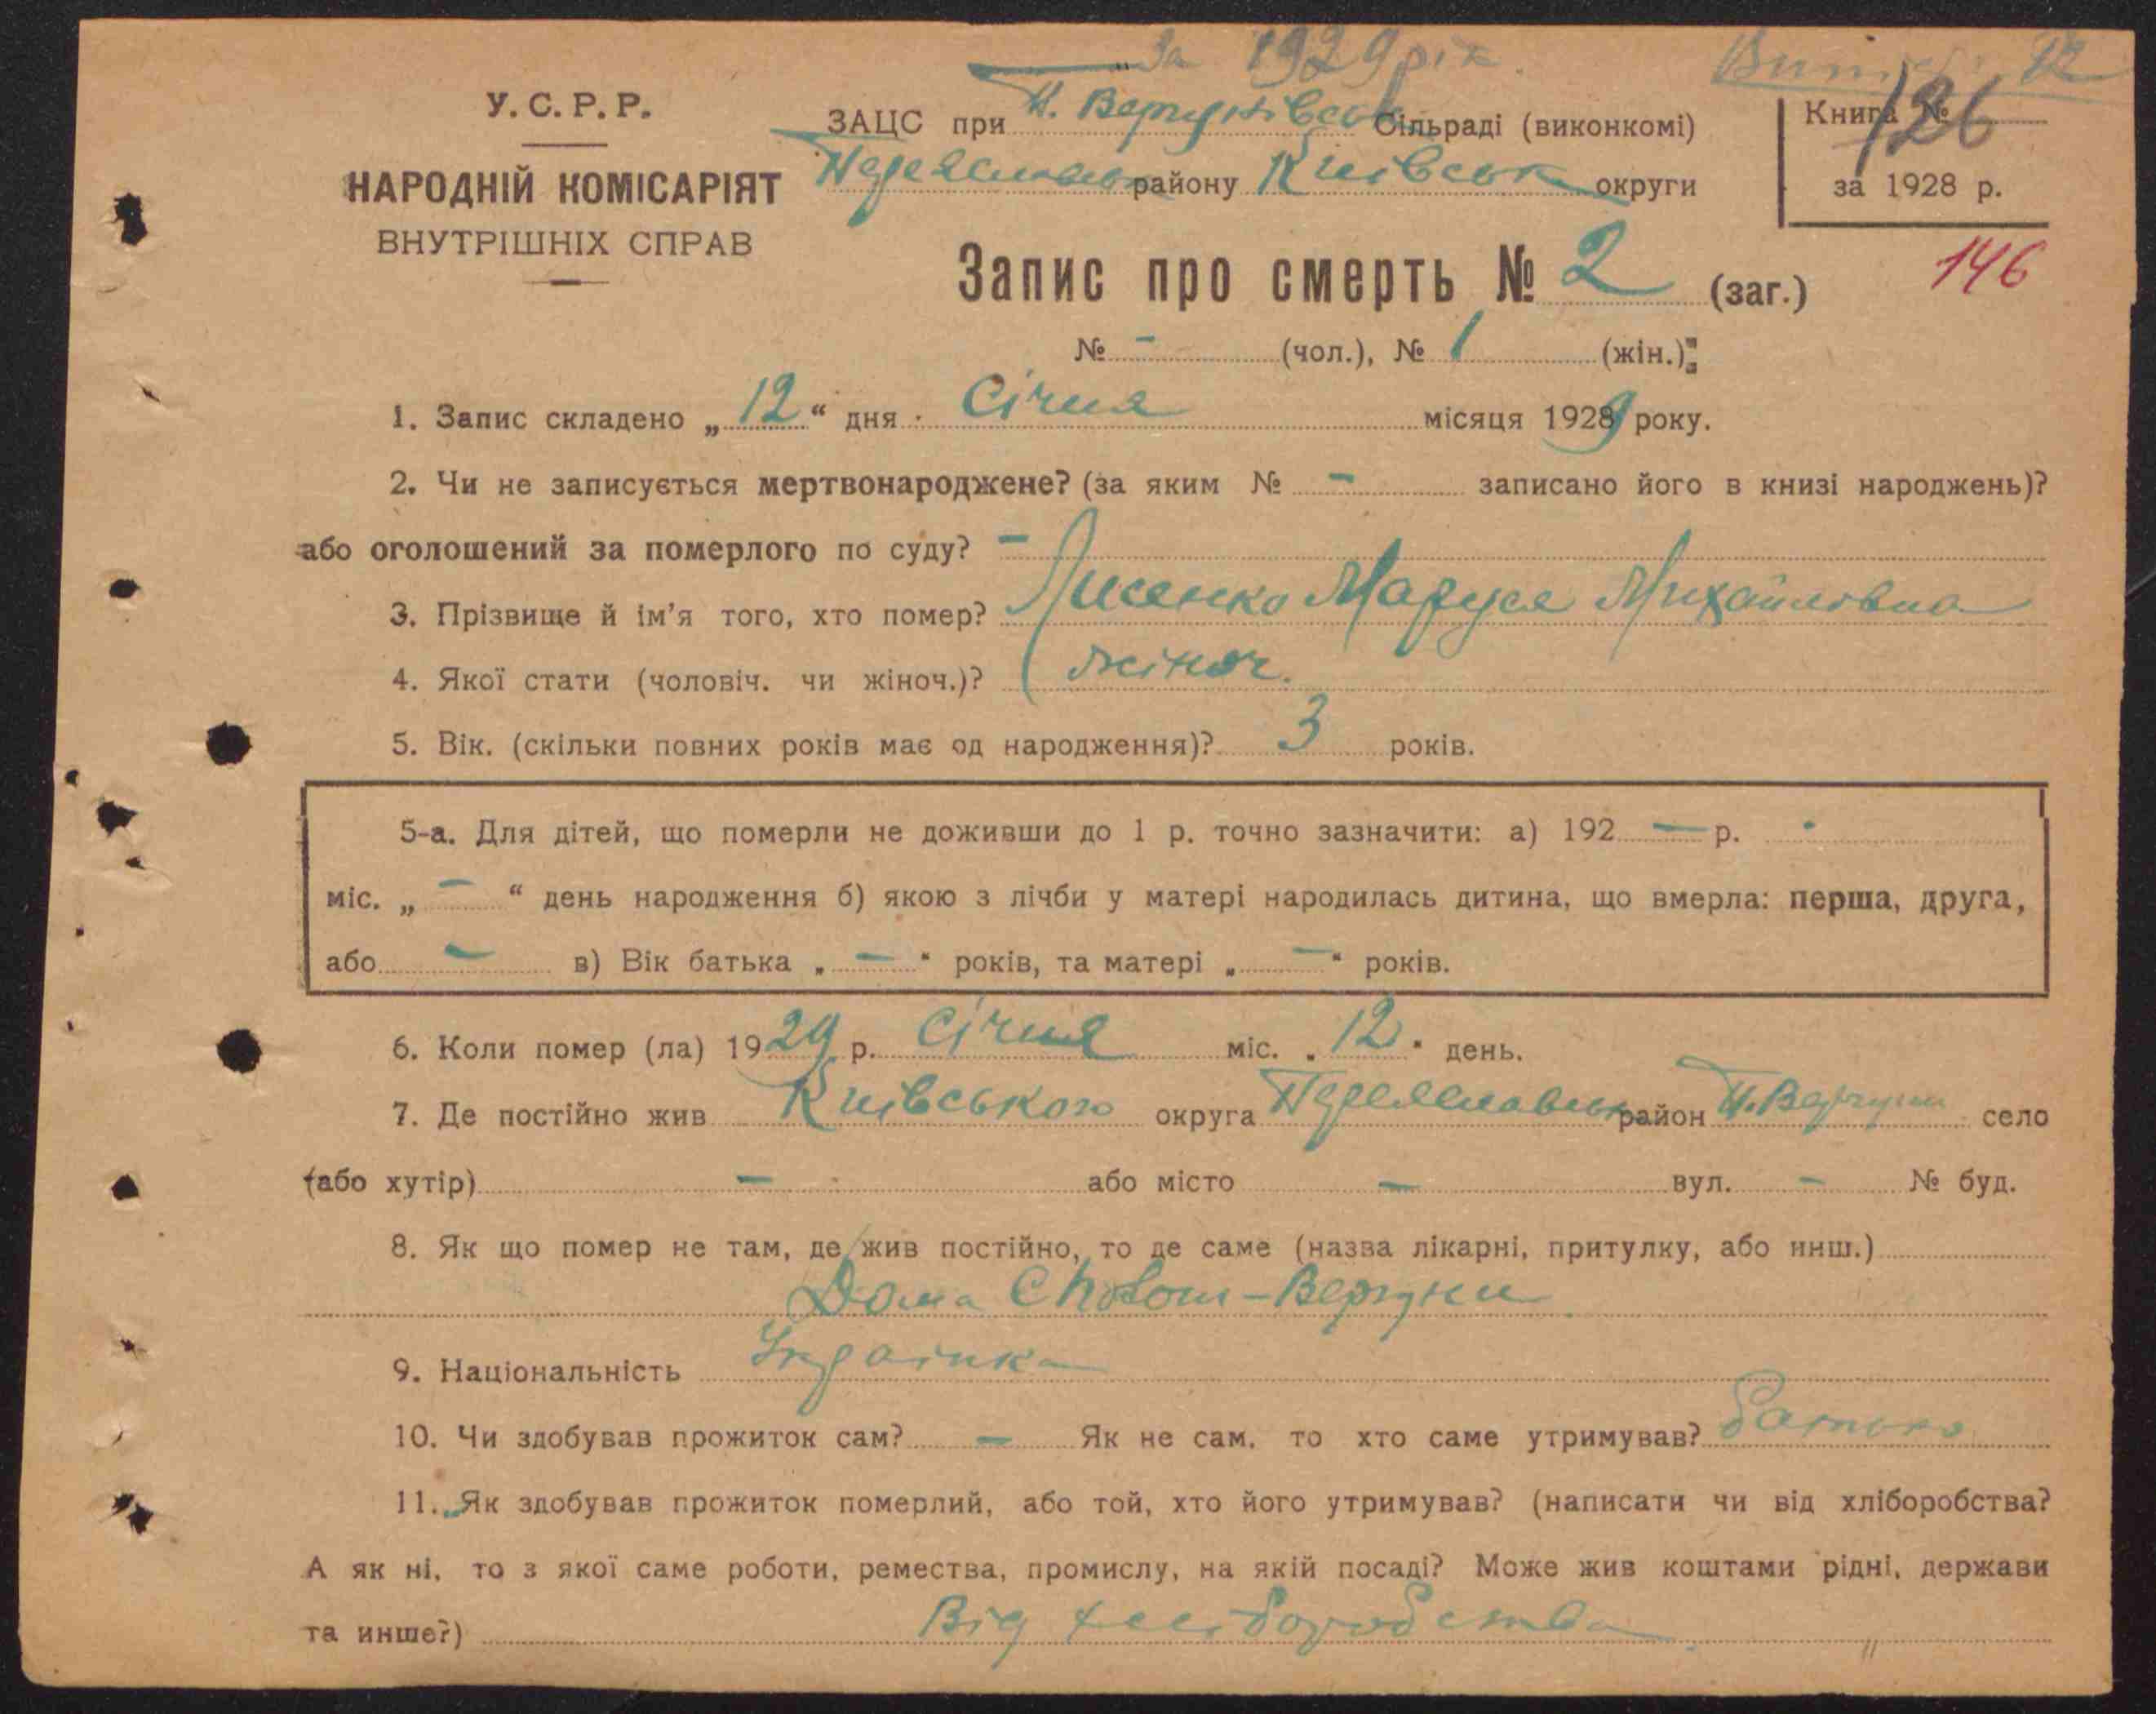 За 1929 рік
У.С.Р.Р.
НАРОДНІЙ КОМІСАРІЯТ
ВНУТРІШНІХ СПРАВ
ЗАЦС при Сільраді (виконкомі)
Переяславськ району Київськ округи
Книга № 126
за 1928 р.
146
Запис про смерть № 2 (заг.)
№ - (чол.), № 1 (жін.)
1. Запис складено „12“ дня Січня місяця 19289 року.
2. Чи не записується мертвонароджене? (за яким № - записано його в книзі народжень)?
або оголошений за померлого по суду? -
3. Прізвище й ім'я того, хто помер? Лисенко Маруся Михайловна
4. Якої стати (чоловіч. чи жіноч.)? жіноч.
5. Вік. (скільки повних років має од народження)? 3 років.
5-а. Для дітей, що померли не доживши до 1 р. точно зазначити: а) 192 — р.
міс. „ — “ день народження б) якою з лічби у матері народилась дитина, що вмерла: перша, друга,
або — в) Вік батька „ — “ років, та матері „ — “ років.
6. Коли помер (ла) 1929 р. Січня міс. „12“ день.
7. Де постійно жив Київського округа Переяславськ район село
(або хутір) — або місто — вул. — № буд.
8. Як що помер не там, де жив постійно, то де саме (назва лікарні, притулку, або инш.)
Дома
9. Національність Українка
10. Чи здобував прожиток сам? — Як не сам, то хто саме утримував? батько
11. Як здобував прожиток померлий, або той, хто його утримував? (написати чи від хліборобства?
А як ні, то з якої саме роботи, ремества, промислу, на якій посаді? Може жив коштами рідні, держави
та инше?) Від хліборобства